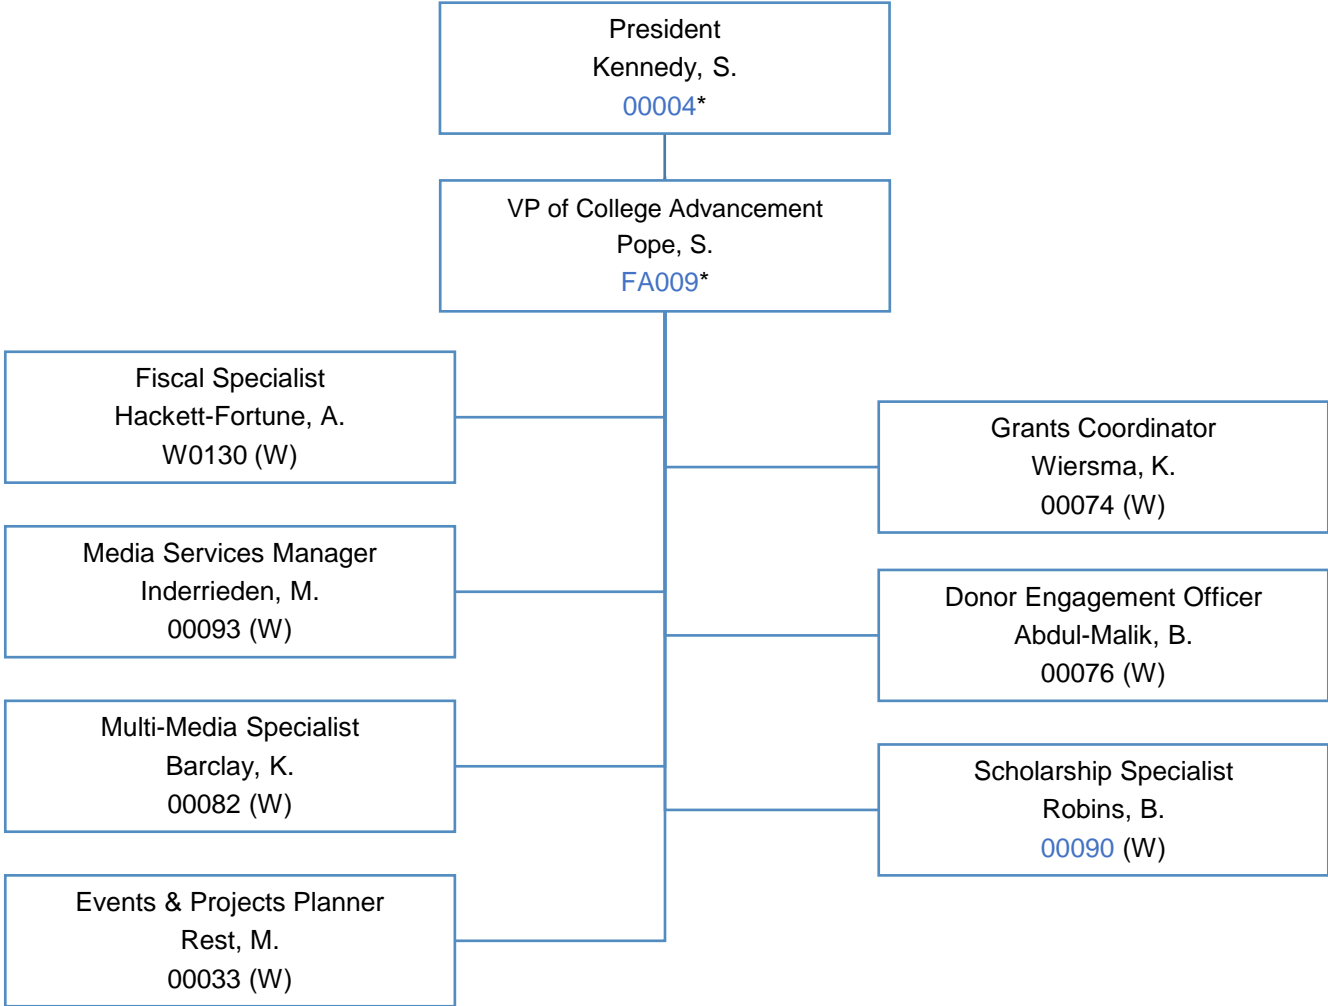 President
Kennedy, S.
00004*
VP of College Advancement
Pope, S.
FA009*
Fiscal Specialist
Hackett-Fortune, A.
W0130 (W)
Media Services Manager
Inderrieden, M.
00093 (W)
Multi-Media Specialist
Barclay, K.
00082 (W)
Events & Projects Planner
Rest, M.
00033 (W)
Grants Coordinator
Wiersma, K.
00074 (W)
Donor Engagement Officer
Abdul-Malik, B.
00076 (W)
Scholarship Specialist
Robins, B.
00090 (W)